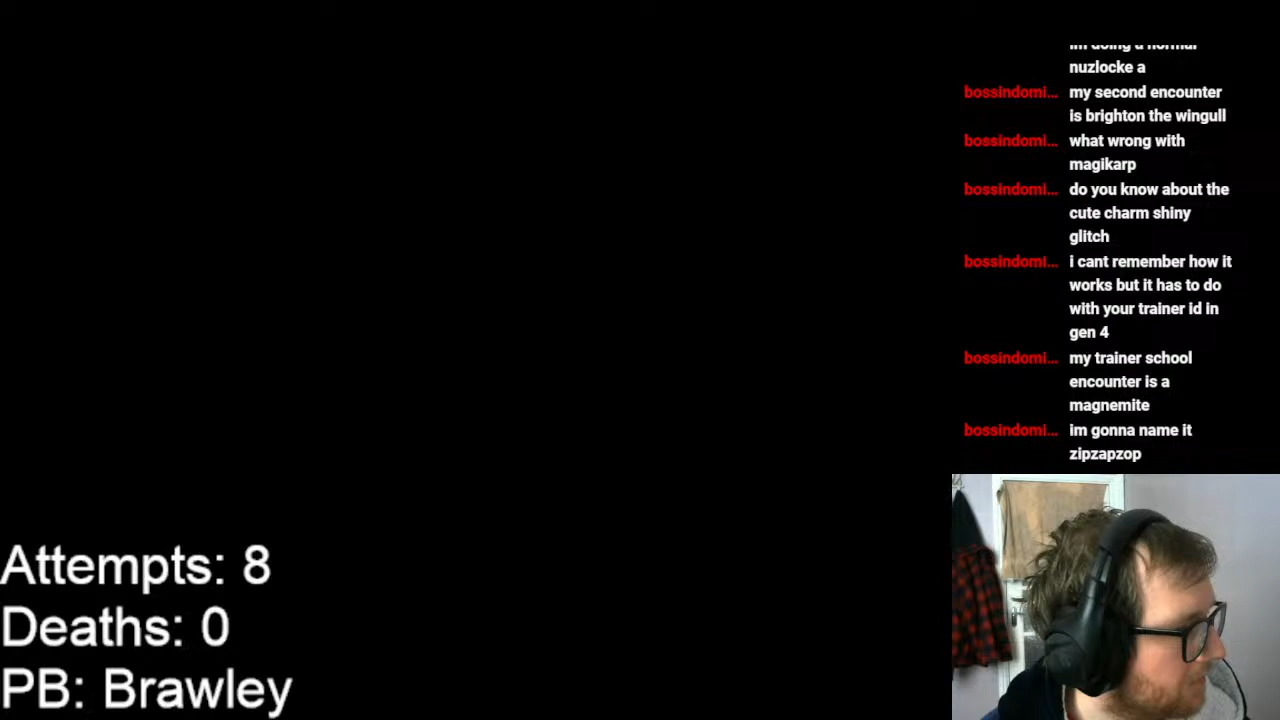 im doing a normal
nuzlocke a
bossindomi... my second encounter
is brighton the wingull
bossindomi... what wrong with
magikarp
bossindomi... do you know about the
cute charm shiny
glitch
bossindomi... i cant remember how it
works but it has to do
with your trainer id in
gen 4
bossindomi... my trainer school
encounter is a
magnemite
bossindomi... im gonna name it
zipzapzop
Attempts: 8
Deaths: 0
PB: Brawley